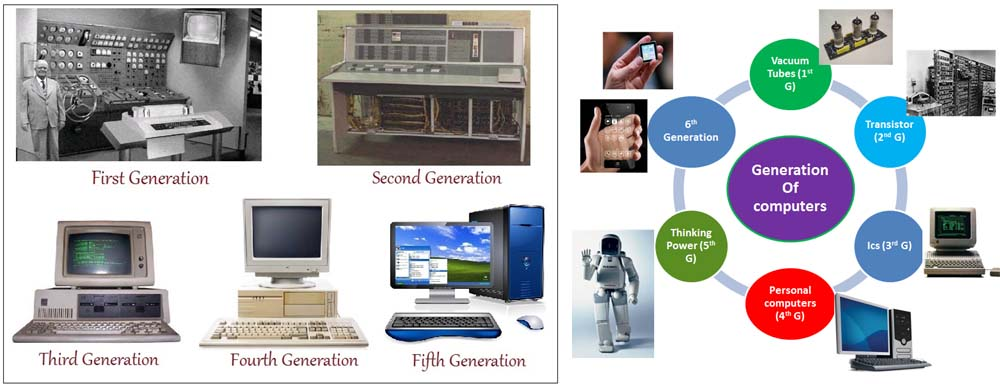 First Generation
Second Generation
Third Generation
Fourth Generation
Fifth Generation
Generation
Of
computers
Vacuum
Tubes (1st
G)
Transistor
(2nd G)
Ics (3rd G)
Personal
computers
(4th G)
Thinking
Power (5th
G)
6th
Generation